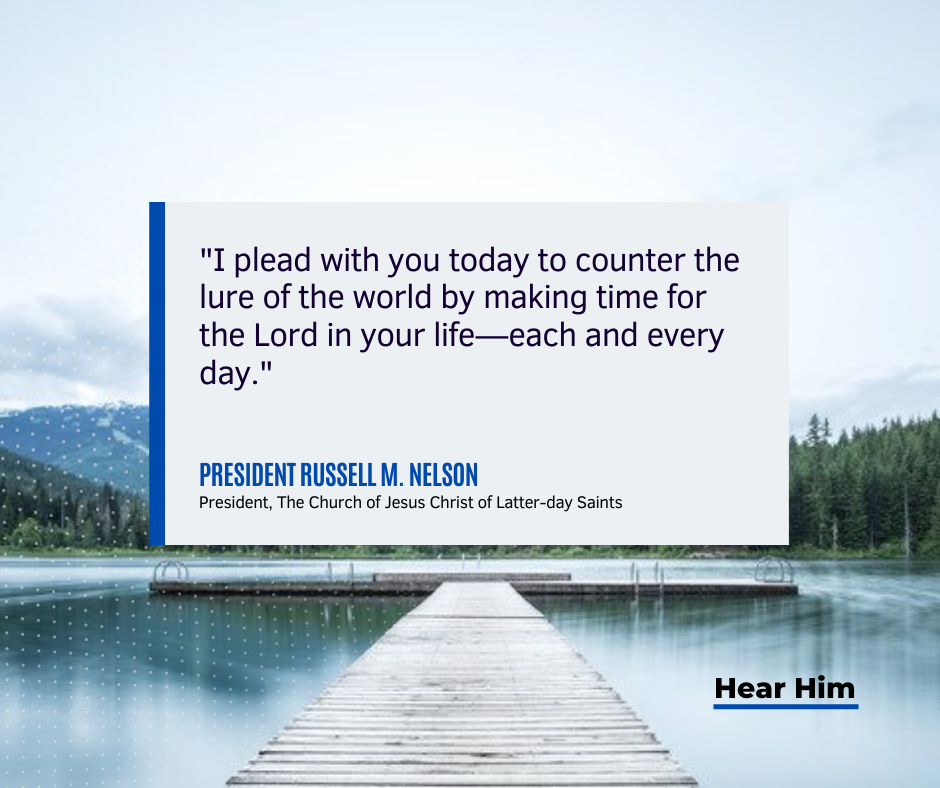 "I plead with you today to counter the
lure of the world by making time for
the Lord in your life—each and every
day."
PRESIDENT RUSSELL M. NELSON
President, The Church of Jesus Christ of Latter-day Saints
Hear Him